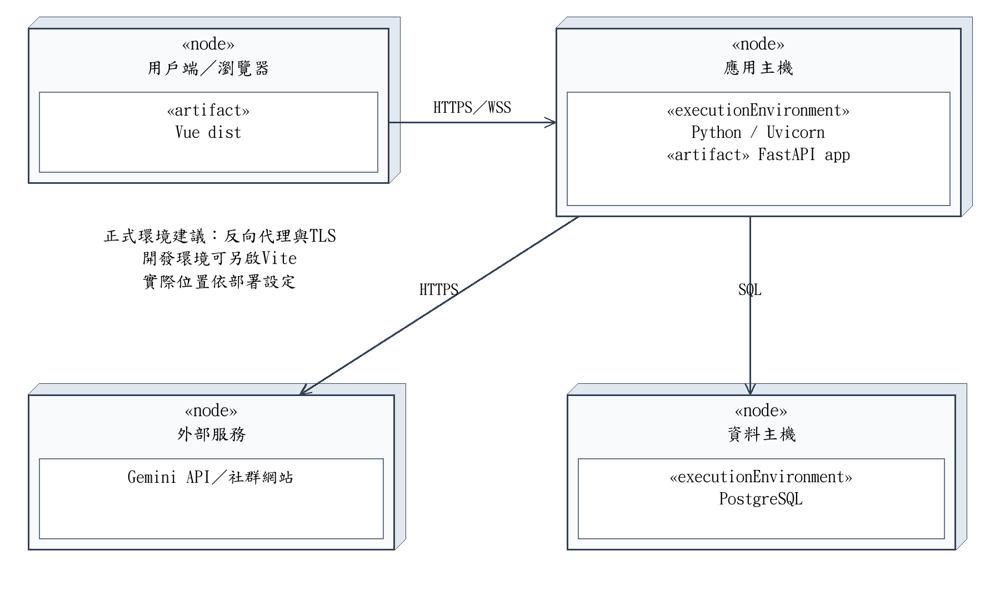 «node»
用戶端／瀏覽器
«artifact»
Vue dist
HTTPS／WSS
«node»
應用主機
«executionEnvironment»
Python / Uvicorn
«artifact» FastAPI app
正式環境建議：反向代理與TLS
開發環境可另啟Vite
實際位置依部署設定
HTTPS
SQL
«node»
外部服務
Gemini API／社群網站
«node»
資料主機
«executionEnvironment»
PostgreSQL